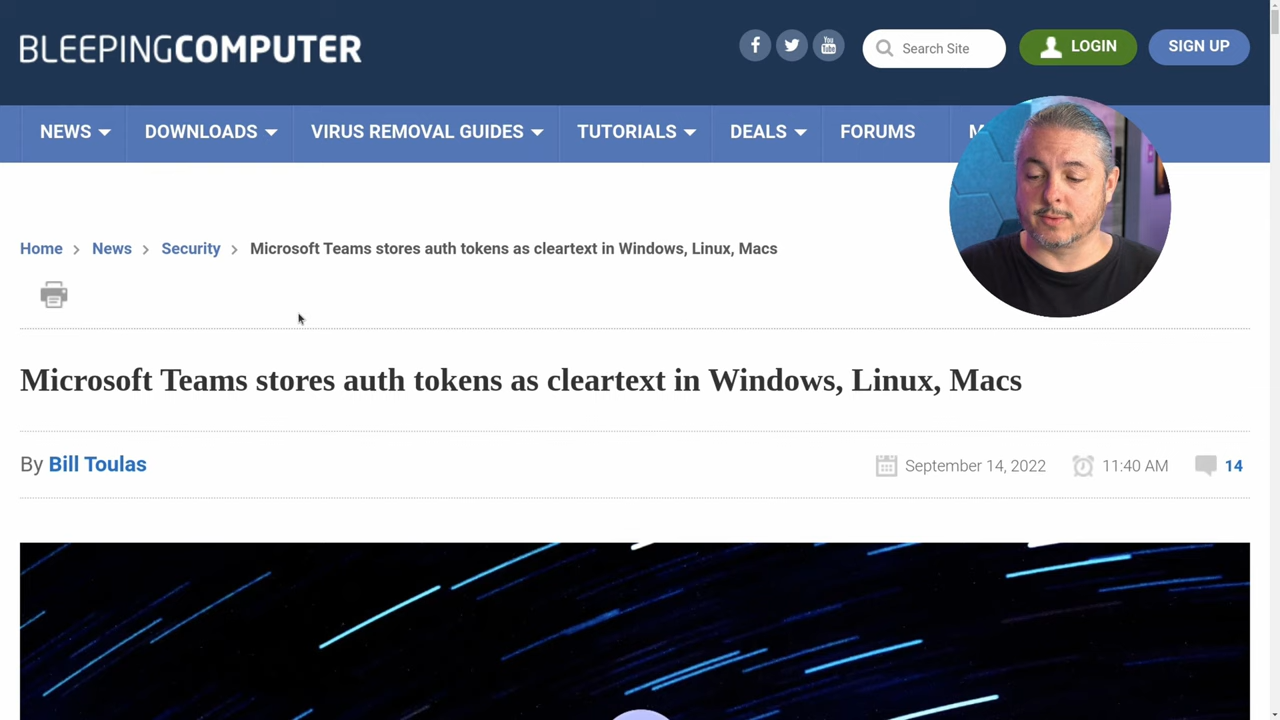 BLEEPINGCOMPUTER
You
Tube
Search Site
LOGIN
SIGN UP
NEWS
DOWNLOADS
VIRUS REMOVAL GUIDES
TUTORIALS
DEALS
FORUMS
Home > News > Security > Microsoft Teams stores auth tokens as cleartext in Windows, Linux, Macs
Microsoft Teams stores auth tokens as cleartext in Windows, Linux, Macs
By Bill Toulas
September 14, 2022
11:40 AM
14